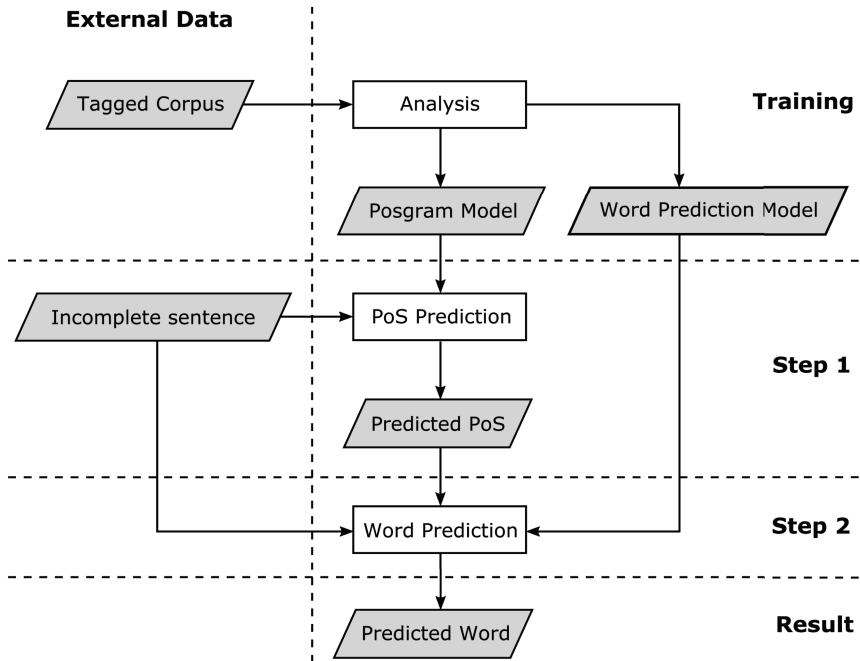 External Data
Tagged Corpus
Analysis
Training
Posgram Model
Word Prediction Model
Incomplete sentence
PoS Prediction
Step 1
Predicted PoS
Word Prediction
Step 2
Predicted Word
Result